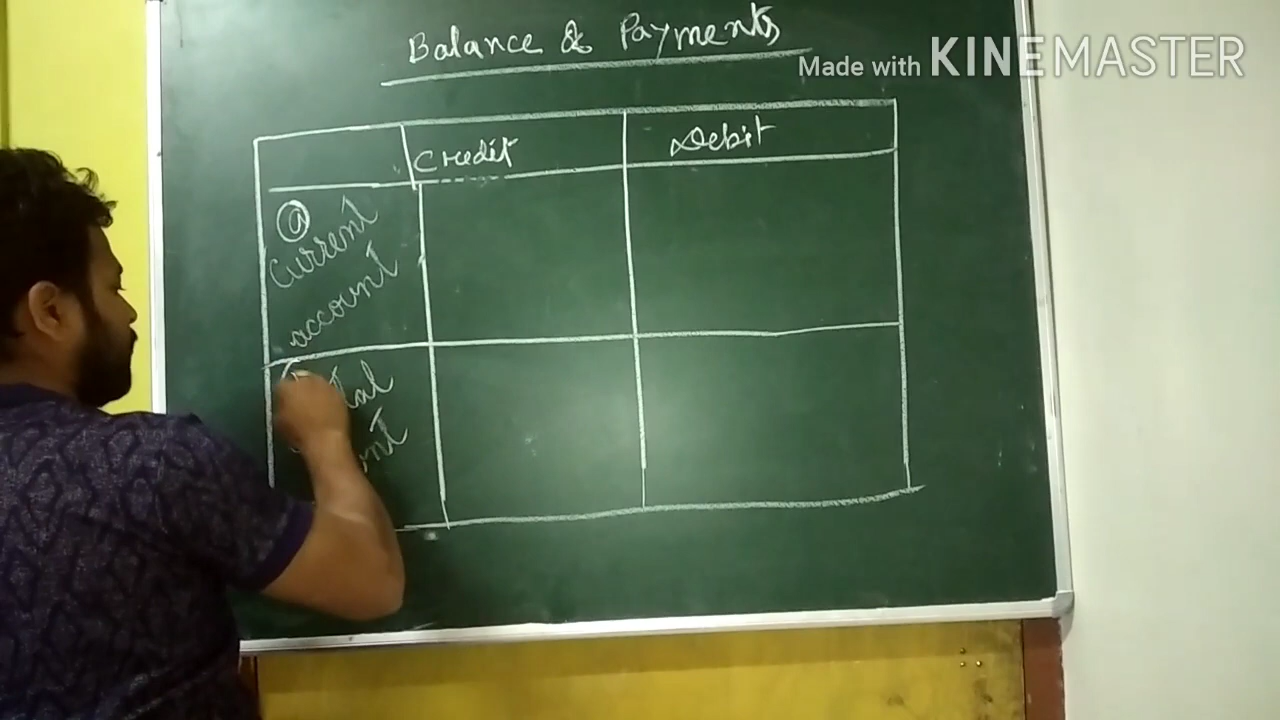 Balance & Payments
Made with KINEMASTER
Credit Debit
a
Current
account